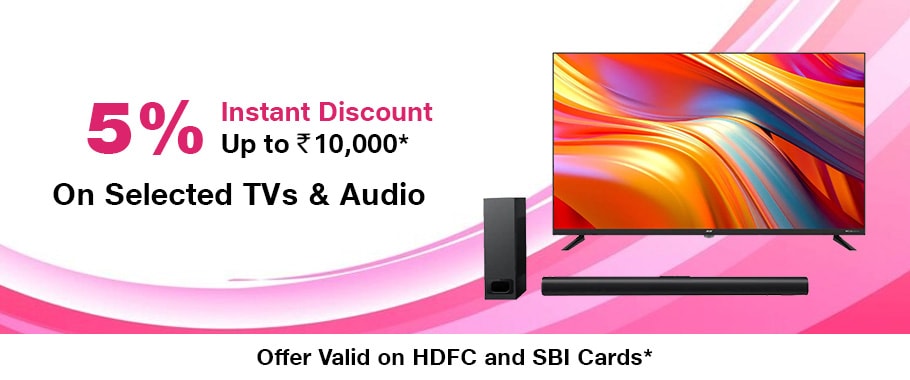 5% Instant Discount
Up to ₹10,000*
On Selected TVs & Audio
Offer Valid on HDFC and SBI Cards*